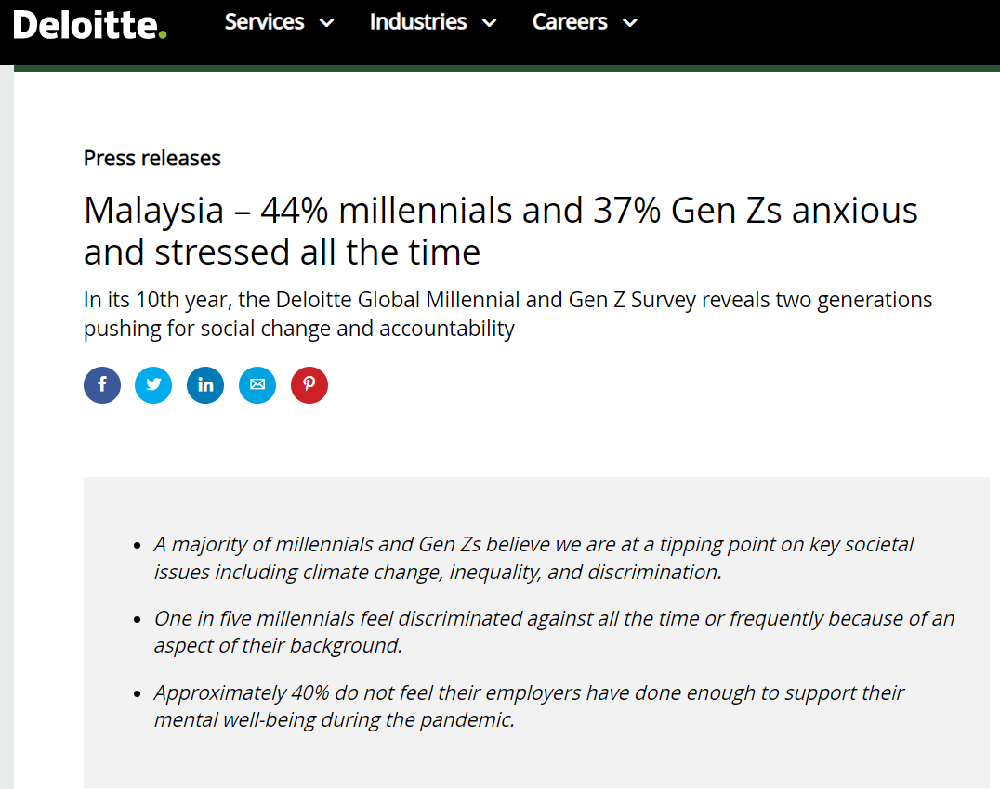 Deloitte.
Services
Industries
Careers
Press releases
Malaysia – 44% millennials and 37% Gen Zs anxious
and stressed all the time
In its 10th year, the Deloitte Global Millennial and Gen Z Survey reveals two generations
pushing for social change and accountability
• A majority of millennials and Gen Zs believe we are at a tipping point on key societal
issues including climate change, inequality, and discrimination.
• One in five millennials feel discriminated against all the time or frequently because of an
aspect of their background.
• Approximately 40% do not feel their employers have done enough to support their
mental well-being during the pandemic.